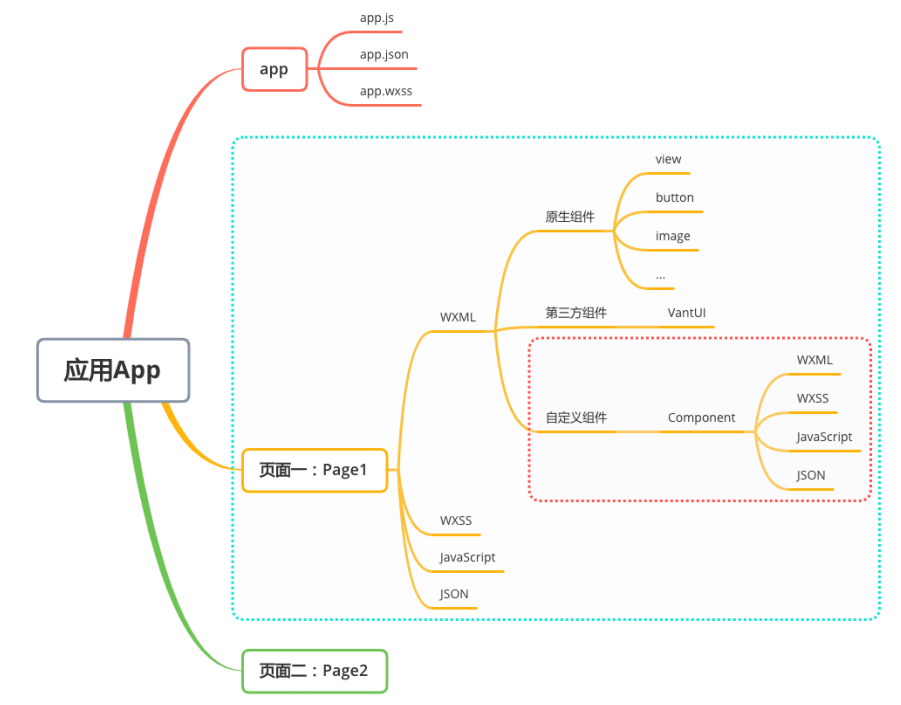 应用App
app
app.js
app.json
app.wxss
页面一：Page1
WXML
原生组件
view
button
image
...
第三方组件
VantUI
自定义组件
Component
WXML
WXSS
JavaScript
JSON
WXSS
JavaScript
JSON
页面二：Page2